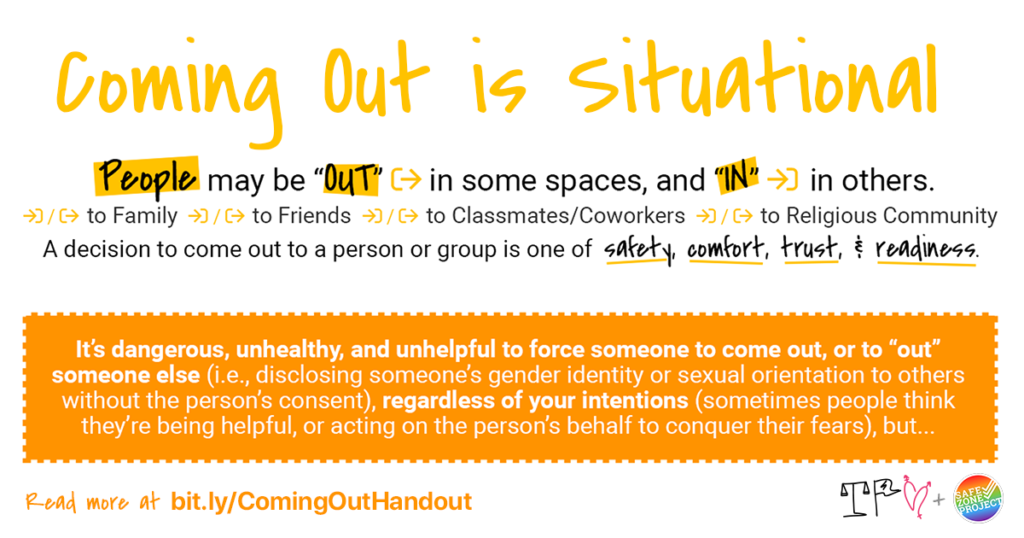 Coming Out is Situational
People may be “OUT” in some spaces, and “IN” in others.
/ to Family / to Friends / to Classmates/Coworkers / to Religious Community
A decision to come out to a person or group is one of safety, comfort, trust, & readiness.
It’s dangerous, unhealthy, and unhelpful to force someone to come out, or to “out”
someone else (i.e., disclosing someone’s gender identity or sexual orientation to others
without the person’s consent), regardless of your intentions (sometimes people think
they’re being helpful, or acting on the person’s behalf to conquer their fears), but...
Read more at bit.ly/ComingOutHandout
+ SAFE
ZONE
PROJECT